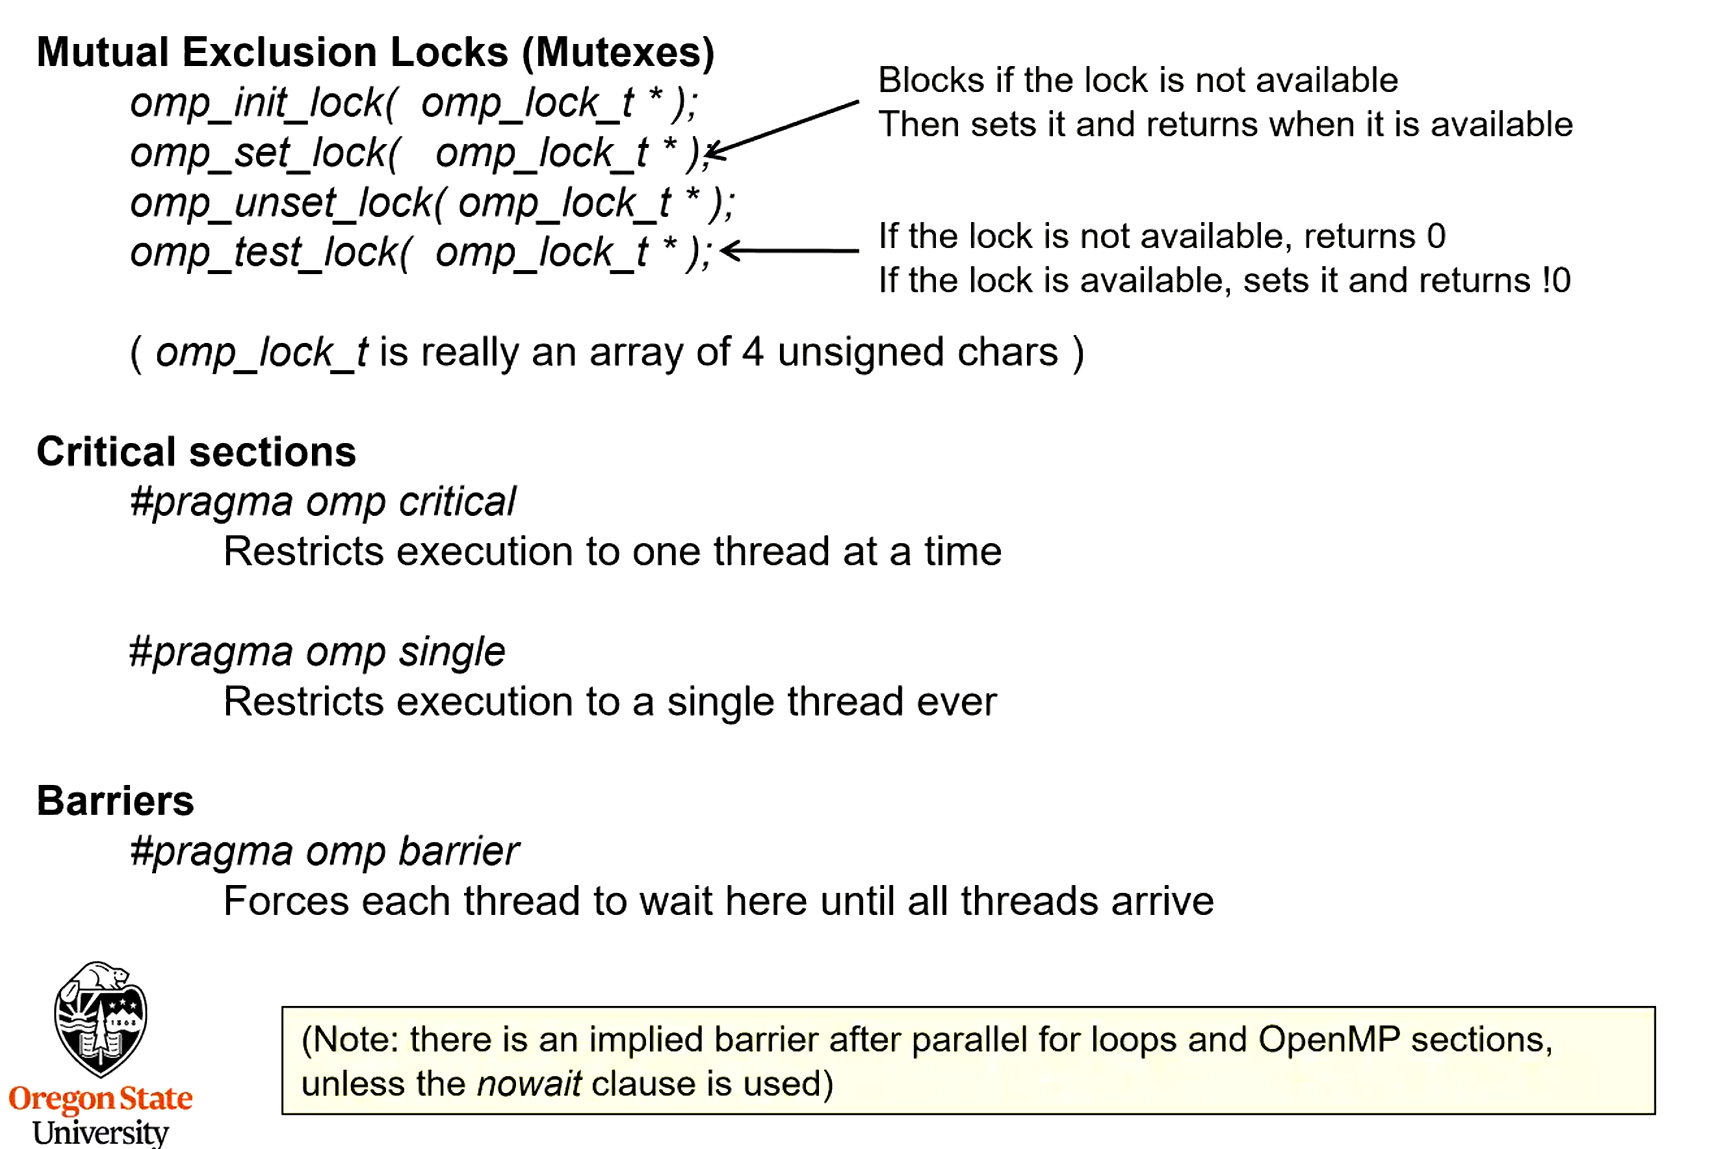 Mutual Exclusion Locks (Mutexes)
omp_init_lock( omp_lock_t * );
omp_set_lock( omp_lock_t * );
omp_unset_lock( omp_lock_t * );
omp_test_lock( omp_lock_t * );
Blocks if the lock is not available
Then sets it and returns when it is available
If the lock is not available, returns 0
If the lock is available, sets it and returns !0
( omp_lock_t is really an array of 4 unsigned chars )
Critical sections
#pragma omp critical
Restricts execution to one thread at a time
#pragma omp single
Restricts execution to a single thread ever
Barriers
#pragma omp barrier
Forces each thread to wait here until all threads arrive
1868
Oregon State
University
(Note: there is an implied barrier after parallel for loops and OpenMP sections,
unless the nowait clause is used)